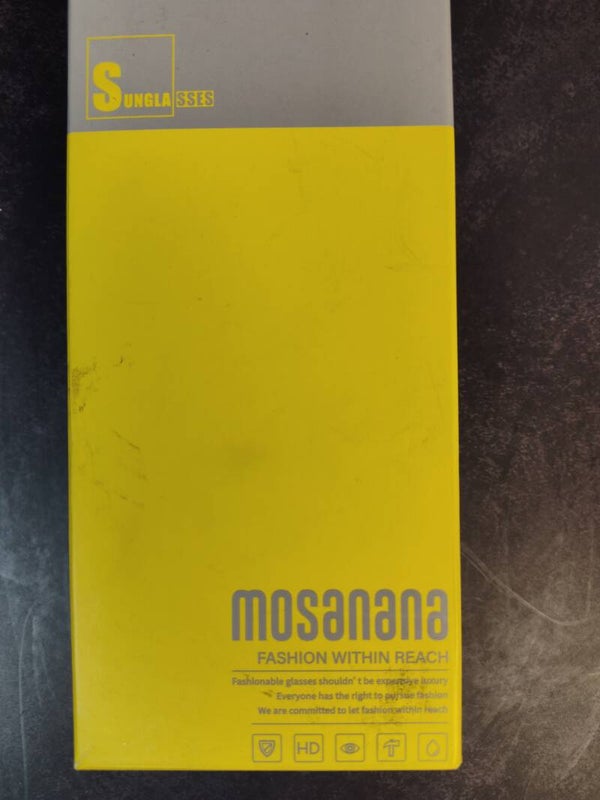 SUNGLASSES
mosanana
FASHION WITHIN REACH
Fashionable glasses shouldn't be expensive luxury
Everyone has the right to pursue fashion
We are committed to let fashion within reach
HD